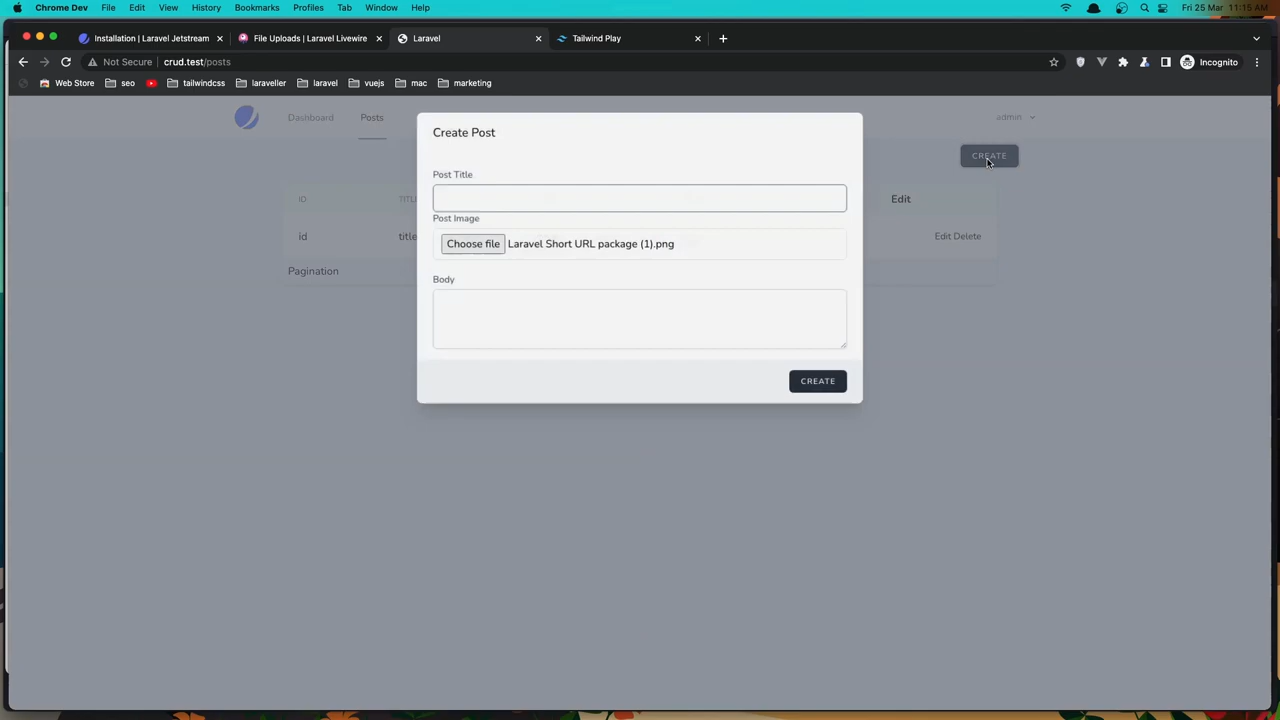 Chrome Dev File Edit View History Bookmarks Profiles Tab Window Help Fri 25 Mar 11:15 AM
Installation | Laravel Jetstream File Uploads | Laravel Livewire Laravel Tailwind Play
Not Secure crud.test/posts Incognito
Web Store seo tailwindcss laraveller laravel vuejs mac marketing
Dashboard Posts admin
Create Post
CREATE
Post Title
ID TITL Edit
Post Image
id title Edit Delete
Choose file Laravel Short URL package (1).png
Pagination
Body
CREATE